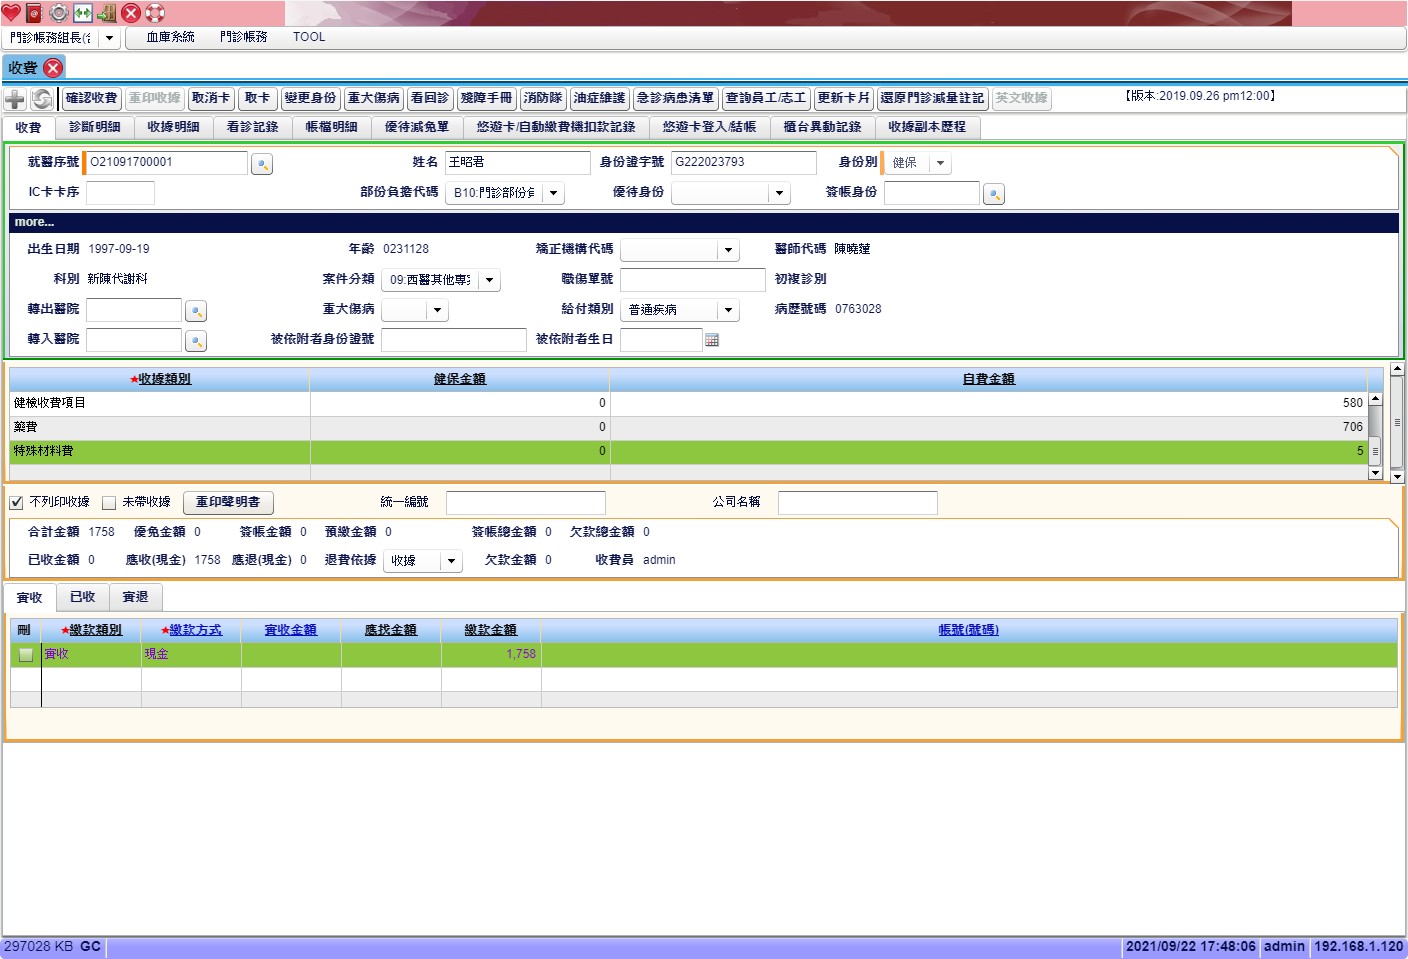 門診帳務組長(
血庫系統 門診帳務 TOOL
收費
確認收費 重印收據 取消卡 取卡 變更身份 重大傷病 看回診 殘障手冊 消防隊 油症維護 急診病患清單 查詢員工/志工 更新卡片 還原門診減量註記 英文收據 【版本:2019.09.26 pm12:00】
收費 診斷明細 收據明細 看診記錄 帳檔明細 優待減免單 悠遊卡/自動繳費機扣款記錄 悠遊卡登入/結帳 櫃台異動記錄 收據副本歷程
就醫序號 O21091700001 姓名 王昭君 身份證字號 G222023793 身份別 健保
IC卡卡序 部份負擔代碼 B10:門診部份 優待身份 簽帳身份
more...
出生日期 1997-09-19 年齡 0231128 矯正機構代碼 醫師代碼 陳曉蓮
科別 新陳代謝科 案件分類 09:西醫其他專 職傷單號 初複診別
轉出醫院 重大傷病 給付類別 普通疾病 病歷號碼 0763028
轉入醫院 被依附者身份證號 被依附者生日
★收據類別 健保金額 自費金額
健檢收費項目 0 580
藥費 0 706
特殊材料費 0 5
不列印收據 未帶收據 重印聲明書 統一編號 公司名稱
合計金額 1758 優免金額 0 簽帳金額 0 預繳金額 0 簽帳總金額 0 欠款總金額 0
已收金額 0 應收(現金) 1758 應退(現金) 0 退費依據 收據 欠款金額 0 收費員 admin
實收 已收 實退
刪 ★繳款類別 ★繳款方式 實收金額 應找金額 繳款金額 帳號(號碼)
實收 現金 1,758
297028 KB GC 2021/09/22 17:48:06 admin 192.168.1.120